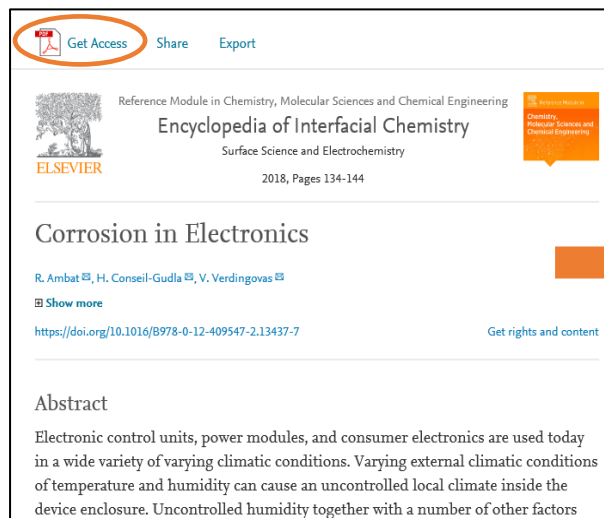 PDF
Get Access Share Export
Reference Module in Chemistry, Molecular Sciences and Chemical Engineering
Encyclopedia of Interfacial Chemistry
Surface Science and Electrochemistry
2018, Pages 134-144
ELSEVIER
Reference Module in
Chemistry,
Molecular Sciences and
Chemical Engineering
Corrosion in Electronics
R. Ambat, H. Conseil-Gudla, V. Verdingovas
Show more
https://doi.org/10.1016/B978-0-12-409547-2.13437-7 Get rights and content
Abstract
Electronic control units, power modules, and consumer electronics are used today
in a wide variety of varying climatic conditions. Varying external climatic conditions
of temperature and humidity can cause an uncontrolled local climate inside the
device enclosure. Uncontrolled humidity together with a number of other factors